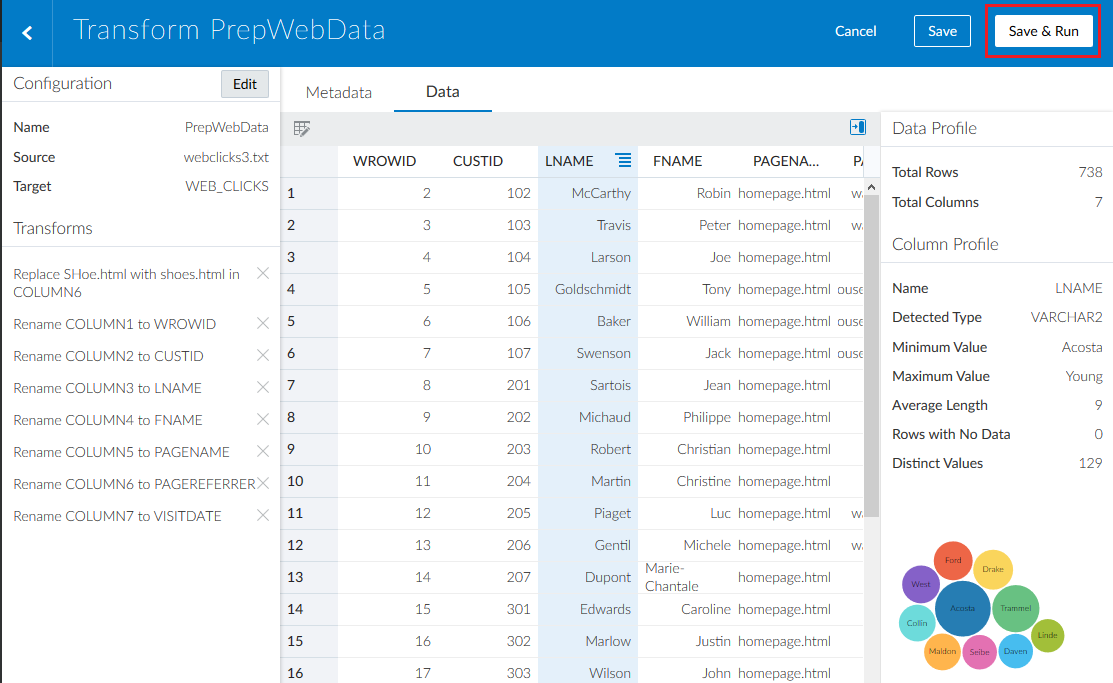 Transform PrepWebData
Cancel
Save
Save & Run
Configuration
Edit
Name PrepWebData
Source webclicks3.txt
Target WEB_CLICKS
Transforms
Replace SHoe.html with shoes.html in
COLUMN6
Rename COLUMN1 to WROWID
Rename COLUMN2 to CUSTID
Rename COLUMN3 to LNAME
Rename COLUMN4 to FNAME
Rename COLUMN5 to PAGENAME
Rename COLUMN6 to PAGEREFERRER
Rename COLUMN7 to VISITDATE
Metadata
Data
WROWID CUSTID LNAME FNAME PAGENA...
1 2 102 McCarthy Robin homepage.html
2 3 103 Travis Peter homepage.html
3 4 104 Larson Joe homepage.html
4 5 105 Goldschmidt Tony homepage.html
5 6 106 Baker William homepage.html
6 7 107 Swenson Jack homepage.html
7 8 201 Sartois Jean homepage.html
8 9 202 Michaud Philippe homepage.html
9 10 203 Robert Christian homepage.html
10 11 204 Martin Christine homepage.html
11 12 205 Piaget Luc homepage.html
12 13 206 Gentil Michele homepage.html
13 14 207 Dupont Marie-Chantale homepage.html
14 15 301 Edwards Caroline homepage.html
15 16 302 Marlow Justin homepage.html
16 17 303 Wilson John homepage.html
Data Profile
Total Rows 738
Total Columns 7
Column Profile
Name LNAME
Detected Type VARCHAR2
Minimum Value Acosta
Maximum Value Young
Average Length 9
Rows with No Data 0
Distinct Values 129
Ford
Drake
West
Acosta
Trammel
Collin
Linde
Maldon
Seibe
Daven